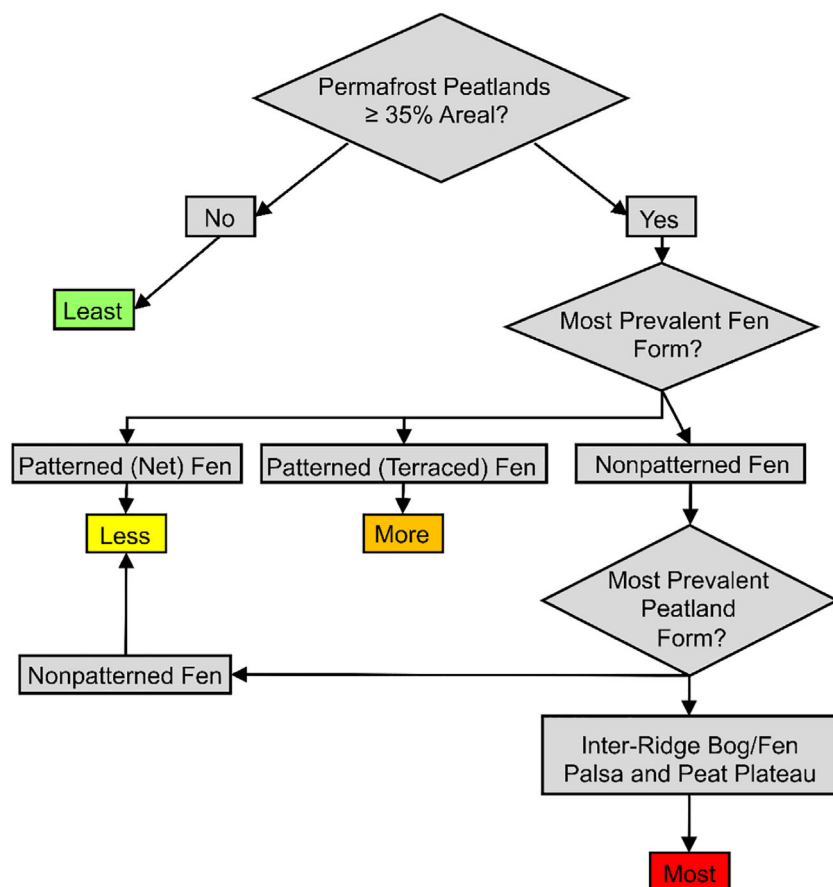 Permafrost Peatlands
≥ 35% Areal?
No
Yes
Least
Most Prevalent Fen
Form?
Patterned (Net) Fen
Patterned (Terraced) Fen
Nonpatterned Fen
Less
More
Most Prevalent
Peatland
Form?
Nonpatterned Fen
Inter-Ridge Bog/Fen
Palsa and Peat Plateau
Most